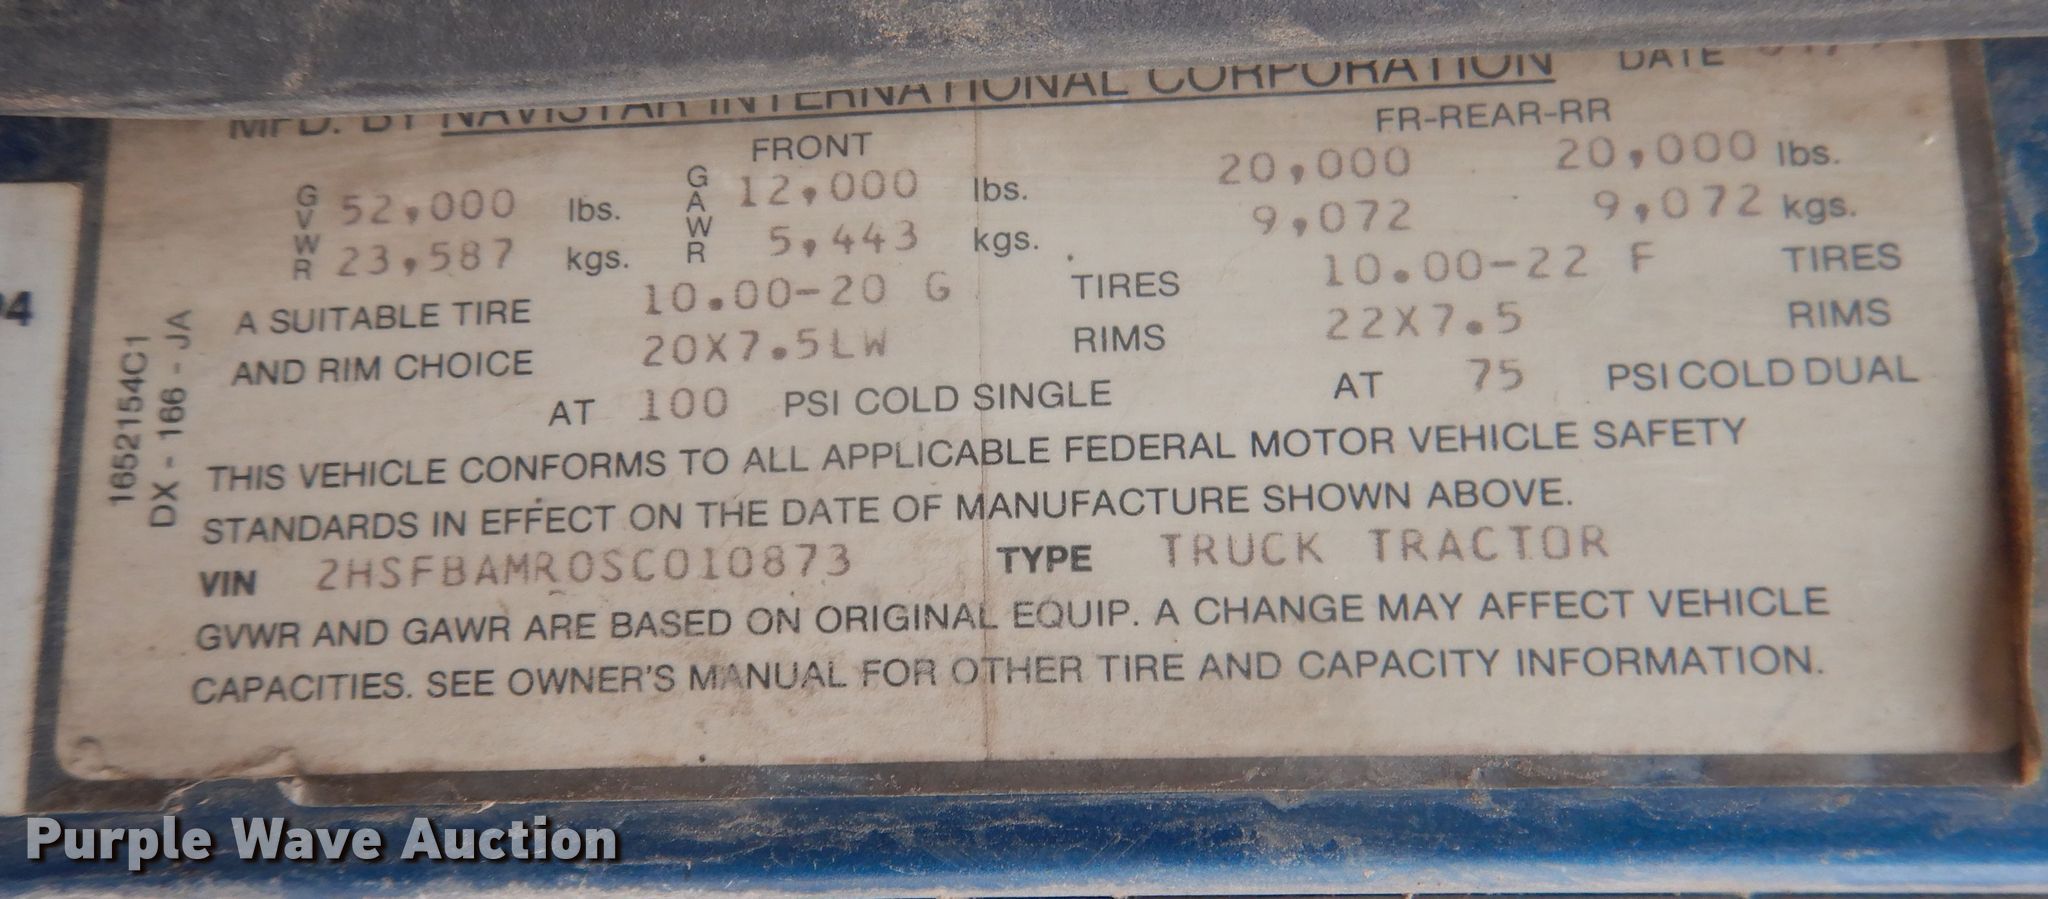 MFD. BY NAVISTAR INTERNATIONAL CORPORATION DATE
FRONT FR-REAR-RR
GVWR 52,000 lbs. GAWR 12,000 lbs. 20,000 20,000 lbs.
23,587 kgs. 5,443 kgs. 9,072 9,072 kgs.
A SUITABLE TIRE 10.00-20 G TIRES 10.00-22 F TIRES
AND RIM CHOICE 20X7.5LW RIMS 22X7.5 RIMS
AT 100 PSI COLD SINGLE AT 75 PSI COLD DUAL
THIS VEHICLE CONFORMS TO ALL APPLICABLE FEDERAL MOTOR VEHICLE SAFETY
STANDARDS IN EFFECT ON THE DATE OF MANUFACTURE SHOWN ABOVE.
VIN 2HSFBAMR0SC010873 TYPE TRUCK TRACTOR
GVWR AND GAWR ARE BASED ON ORIGINAL EQUIP. A CHANGE MAY AFFECT VEHICLE
CAPACITIES. SEE OWNER'S MANUAL FOR OTHER TIRE AND CAPACITY INFORMATION.
1652154C1
DX - 166 - JA
Purple Wave Auction